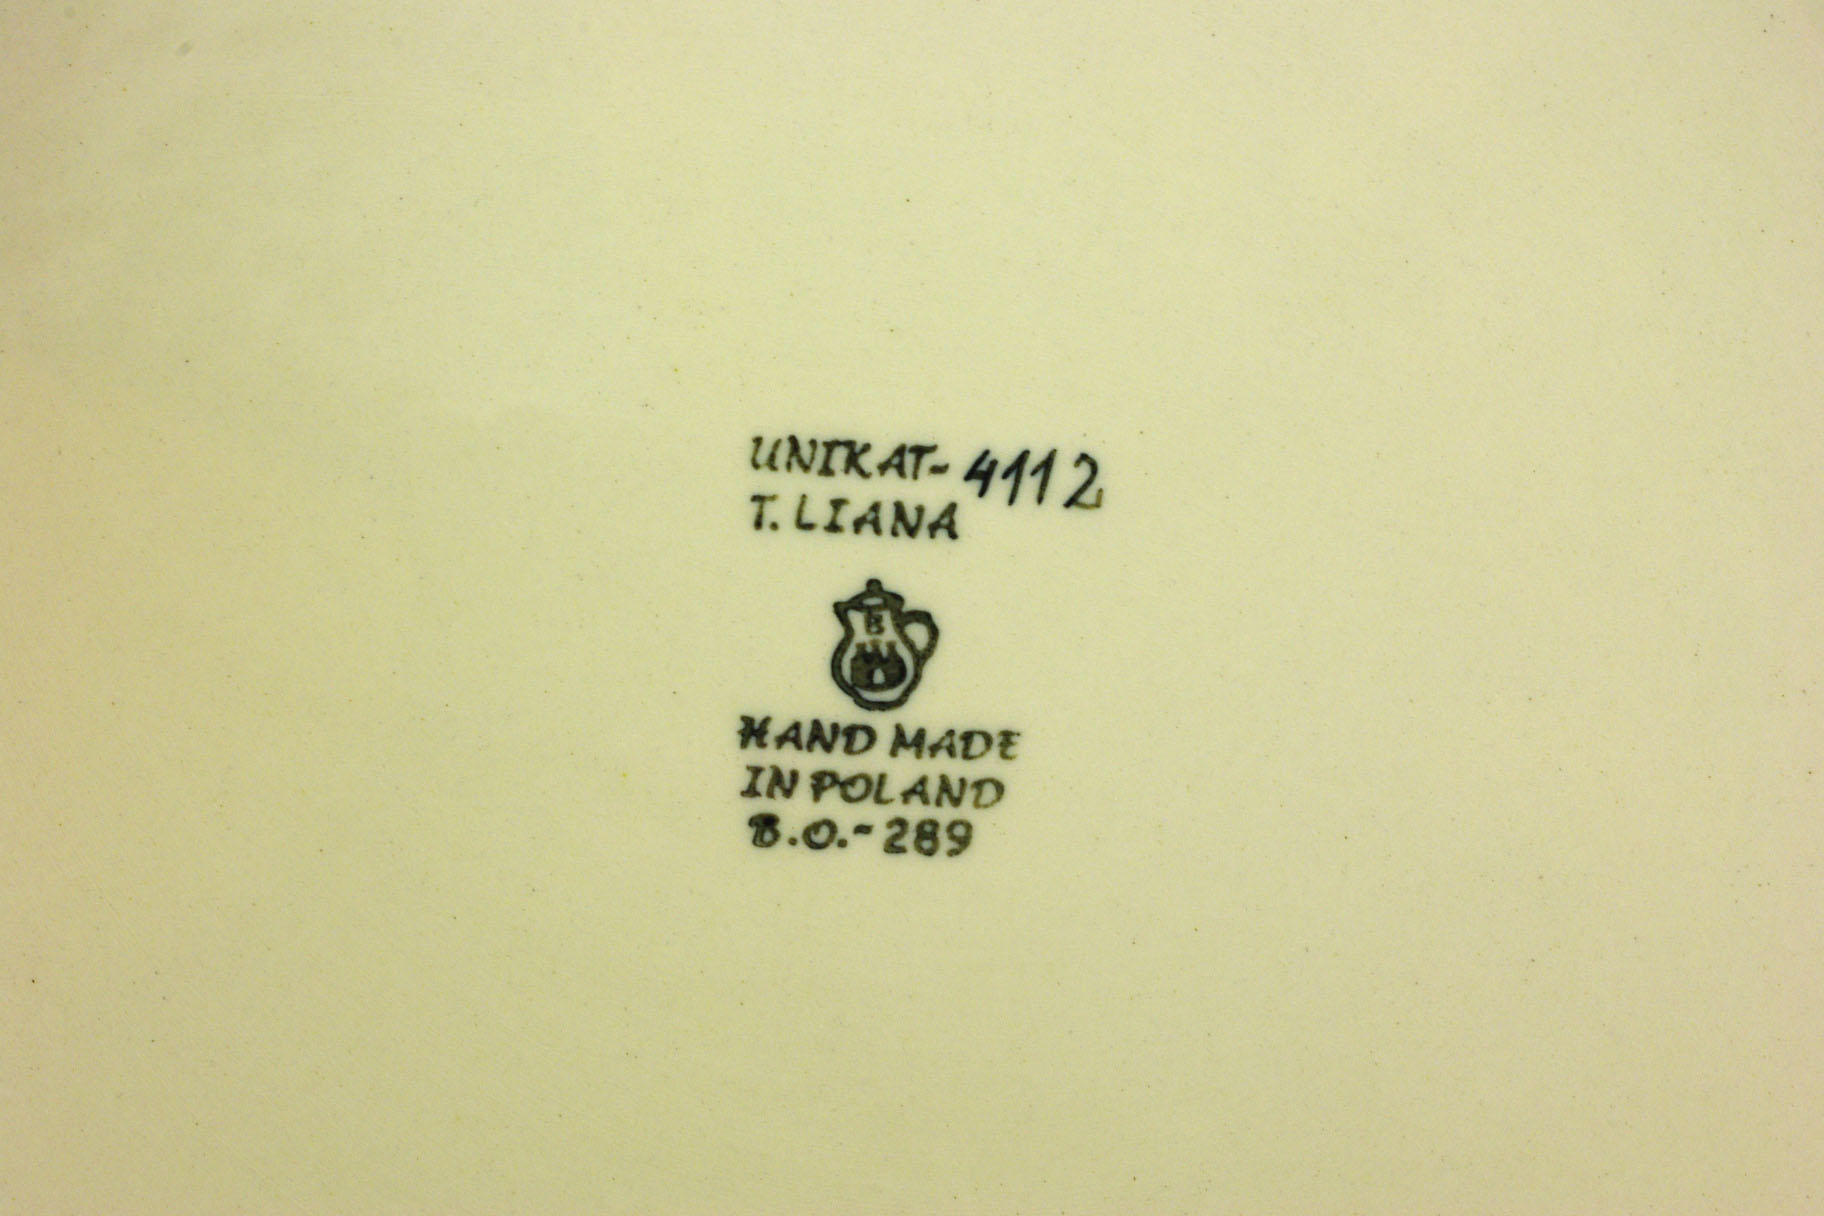 UNIKAT-4112
T. LIANA
B
HAND MADE
IN POLAND
B.O.-289